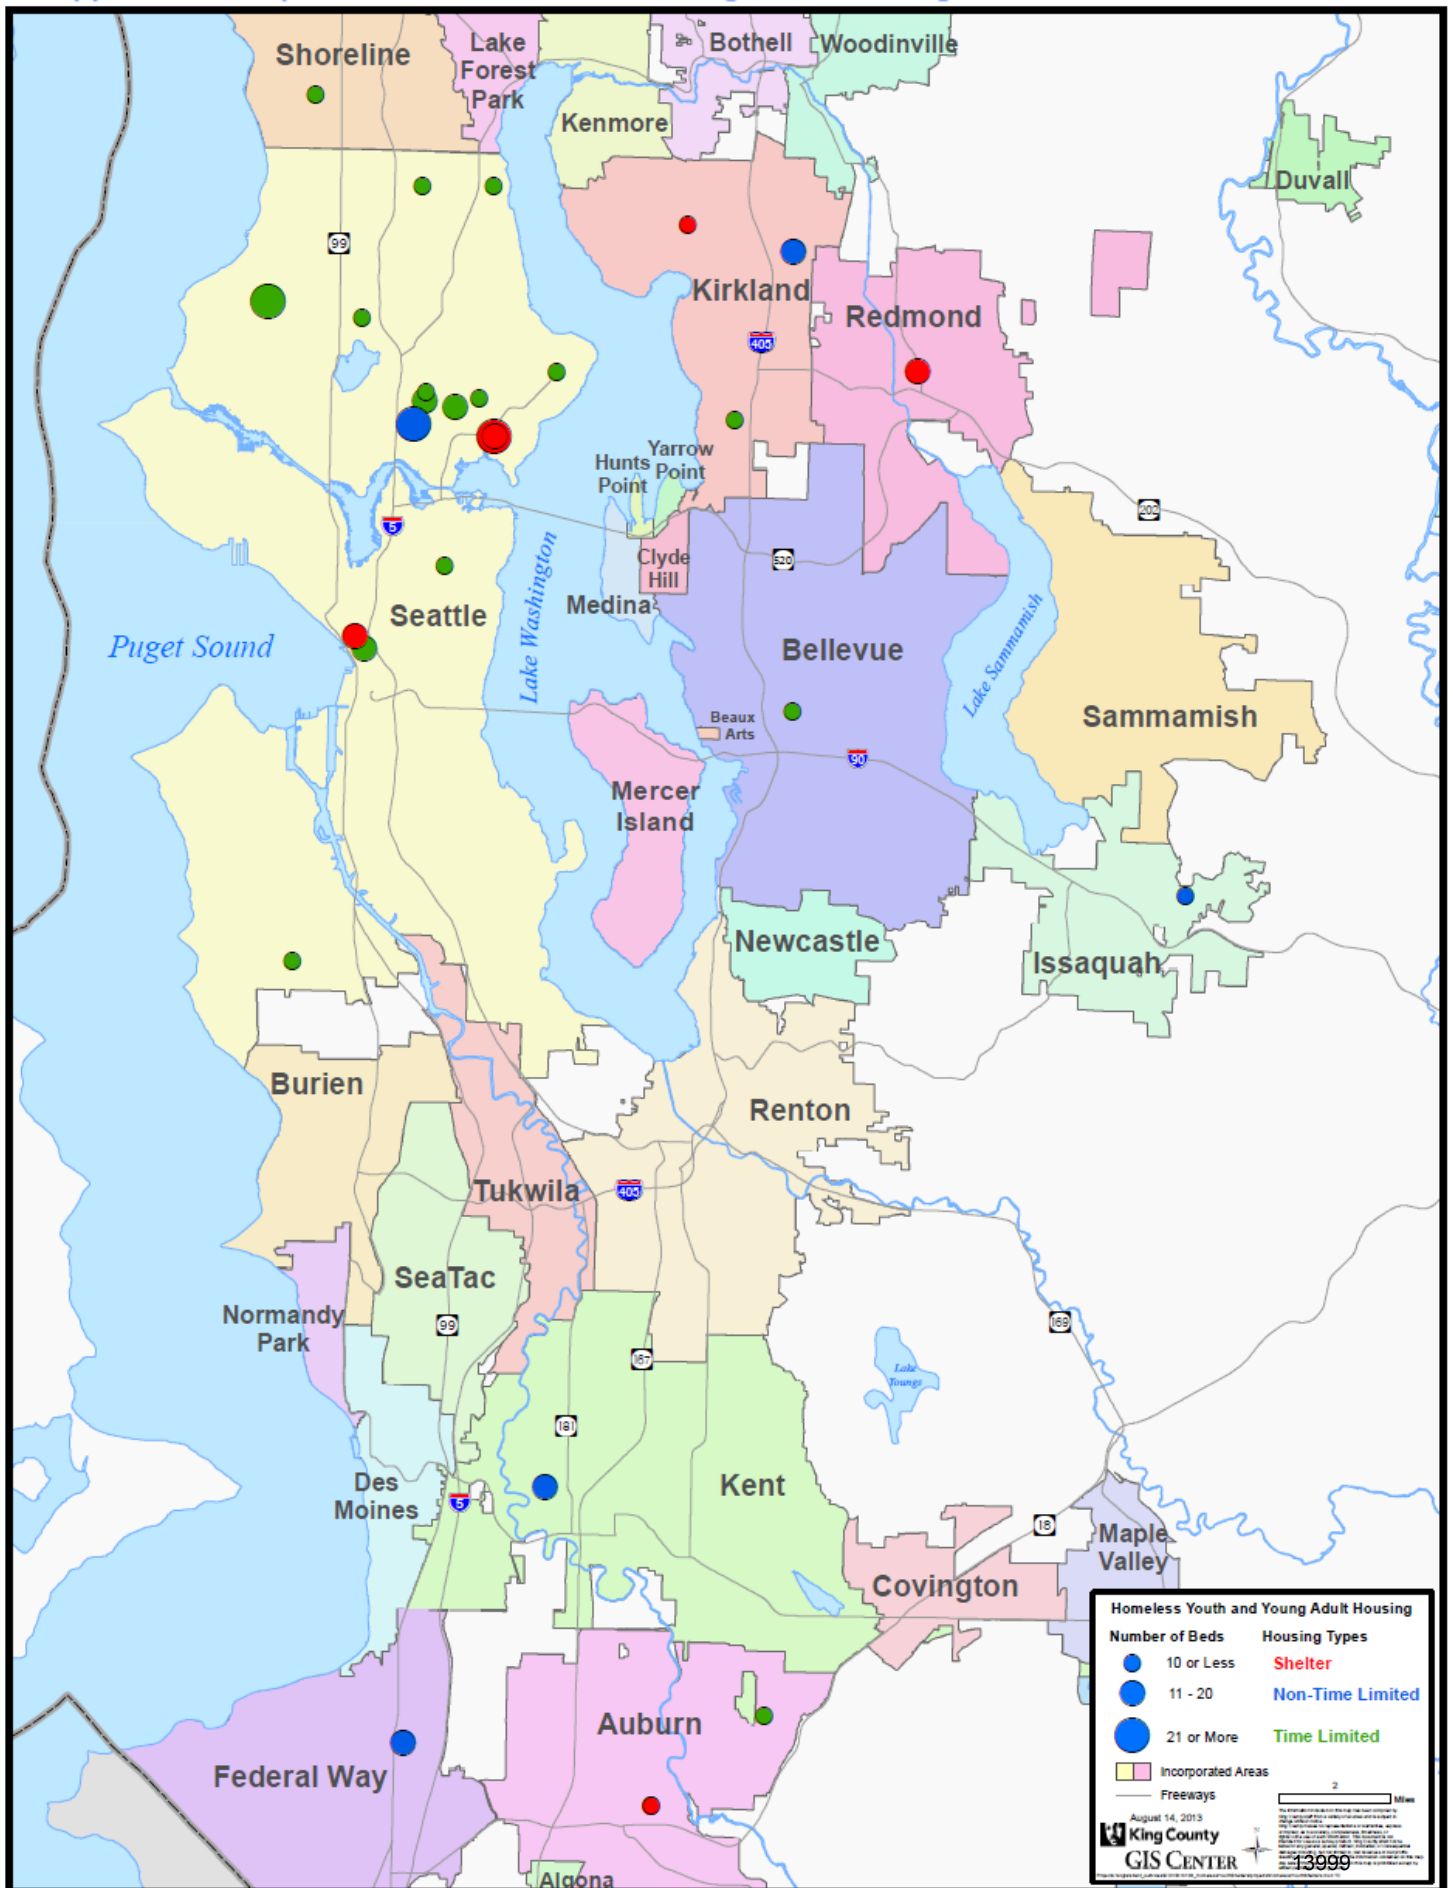 Shoreline
Lake
Forest
Park
Bothell
Woodinville
Kenmore
Duvall
99
Kirkland
Redmond
405
Yarrow
Point
Hunts
Point
202
5
520
Clyde
Hill
Medina
Seattle
Lake Washington
Puget Sound
Bellevue
Lake Sammamish
Sammamish
Beaux
Arts
90
Mercer
Island
Newcastle
Issaquah
Burien
Renton
Tukwila
405
SeaTac
Normandy
Park
99
169
167
Lake
Youngs
181
Kent
Des
Moines
5
18
Maple
Valley
Covington
Auburn
Federal Way
Algona
Homeless Youth and Young Adult Housing
Number of Beds
Housing Types
10 or Less
Shelter
11 - 20
Non-Time Limited
21 or More
Time Limited
Incorporated Areas
Freeways
2
Miles
August 14, 2013
King County
GIS CENTER
13999